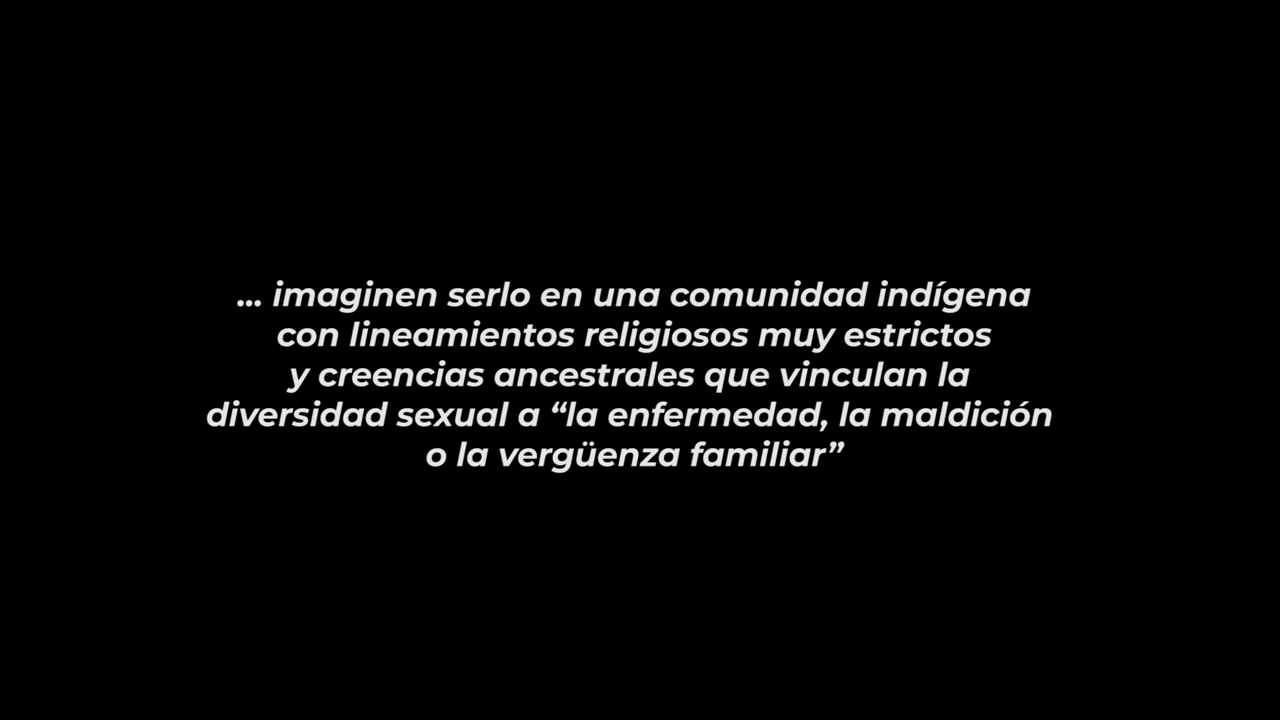 ... imaginen serlo en una comunidad indígena
con lineamientos religiosos muy estrictos
y creencias ancestrales que vinculan la
diversidad sexual a “la enfermedad, la maldición
o la vergüenza familiar”